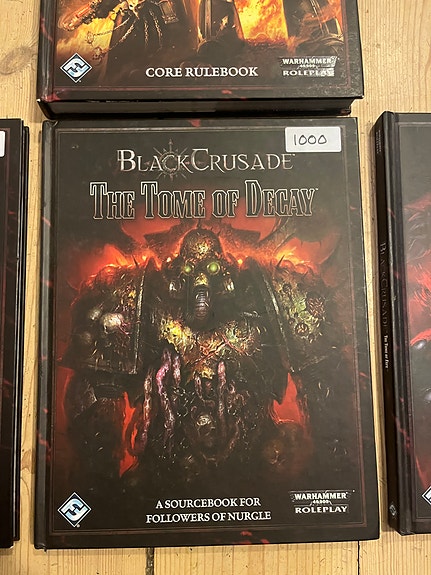 CORE RULEBOOK
WARHAMMER
40,000
ROLEPLAY
1000
BLACK CRUSADE
THE TOME OF DECAY
BLACK CRUSADE
A SOURCEBOOK FOR
FOLLOWERS OF NURGLE
WARHAMMER
40,000
ROLEPLAY